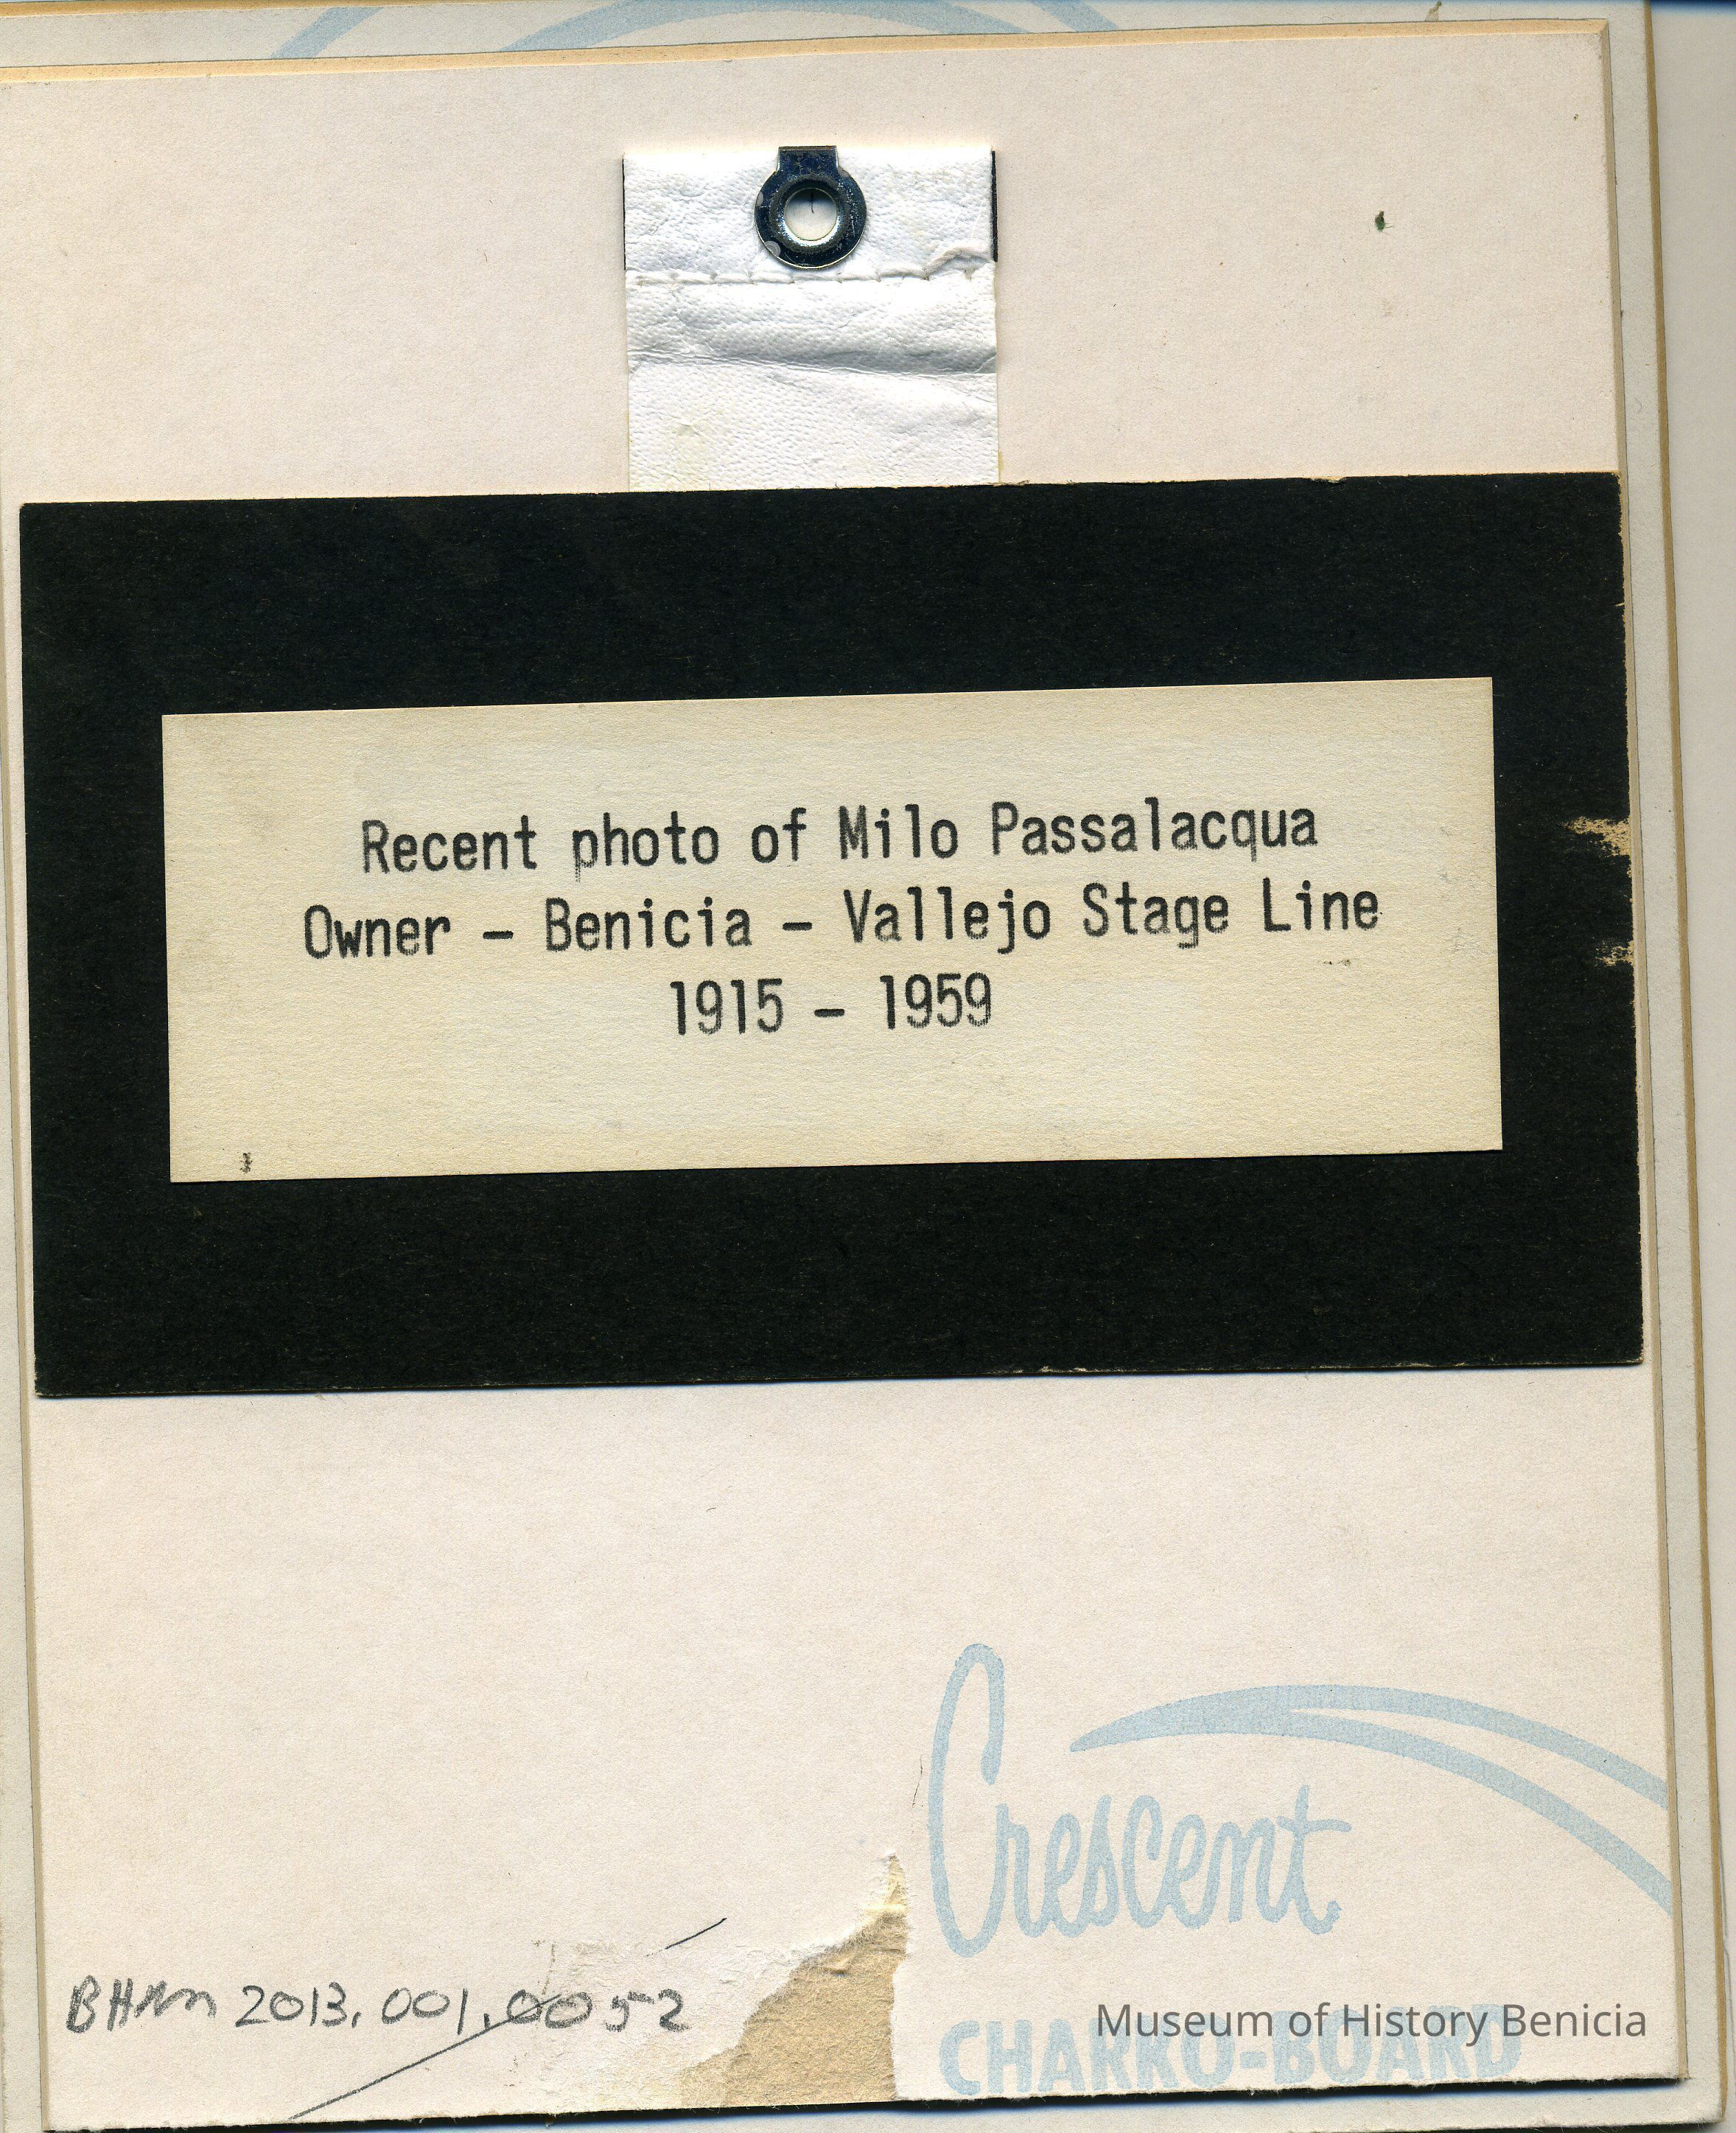 Recent photo of Milo Passalacqua
Owner - Benicia - Vallejo Stage Line
1915 - 1959
Crescent
CHARKO-BOARD
BHMM 2013.001.0052
Museum of History Benicia